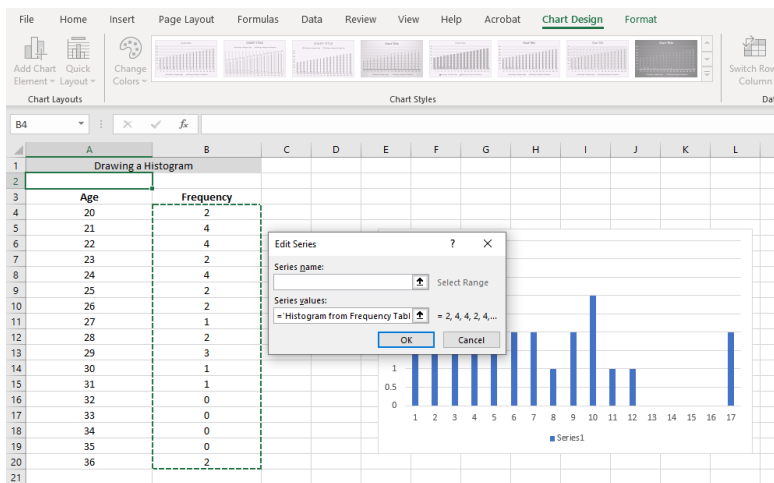 File Home Insert Page Layout Formulas Data Review View Help Acrobat Chart Design Format
Add Chart Element Quick Layout Change Colors Switch Row Column
Chart Layouts Chart Styles Da
B4 fx
A B C D E F G H I J K L
1 Drawing a Histogram
2
3 Age Frequency
4 20 2
5 21 4
6 22 4
7 23 2
8 24 4
9 25 2
10 26 2
11 27 1
12 28 2
13 29 3
14 30 1
15 31 1
16 32 0
17 33 0
18 34 0
19 35 0
20 36 2
21
Edit Series ? X
Series name:
Select Range
Series values:
='Histogram from Frequency Tabl = 2, 4, 4, 2, 4,...
OK Cancel
1
0.5
0
1 2 3 4 5 6 7 8 9 10 11 12 13 14 15 16 17
Series1